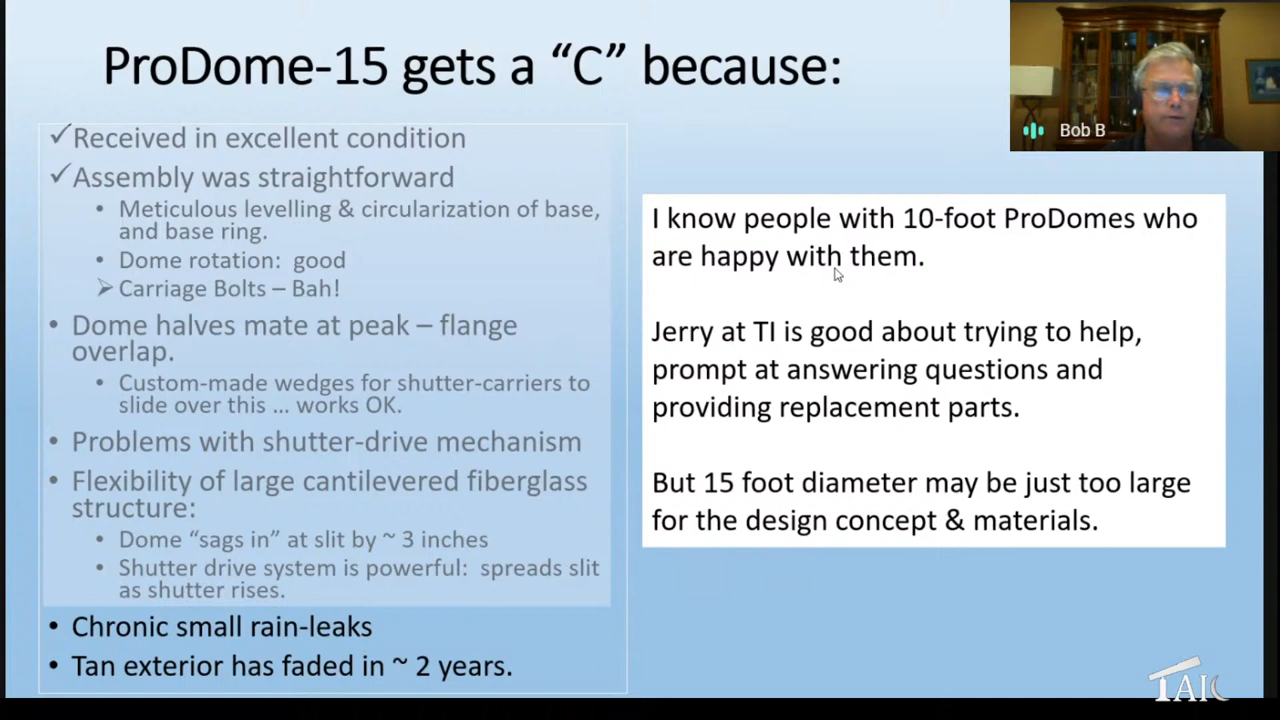 ProDome-15 gets a “C” because:
Bob B
✓Received in excellent condition
✓Assembly was straightforward
• Meticulous levelling & circularization of base,
and base ring.
• Dome rotation: good
➢ Carriage Bolts – Bah!
• Dome halves mate at peak – flange
overlap.
• Custom-made wedges for shutter-carriers to
slide over this … works OK.
• Problems with shutter-drive mechanism
• Flexibility of large cantilevered fiberglass
structure:
• Dome “sags in” at slit by ~ 3 inches
• Shutter drive system is powerful: spreads slit
as shutter rises.
• Chronic small rain-leaks
• Tan exterior has faded in ~ 2 years.
I know people with 10-foot ProDomes who
are happy with them.
Jerry at TI is good about trying to help,
prompt at answering questions and
providing replacement parts.
But 15 foot diameter may be just too large
for the design concept & materials.
TAIC